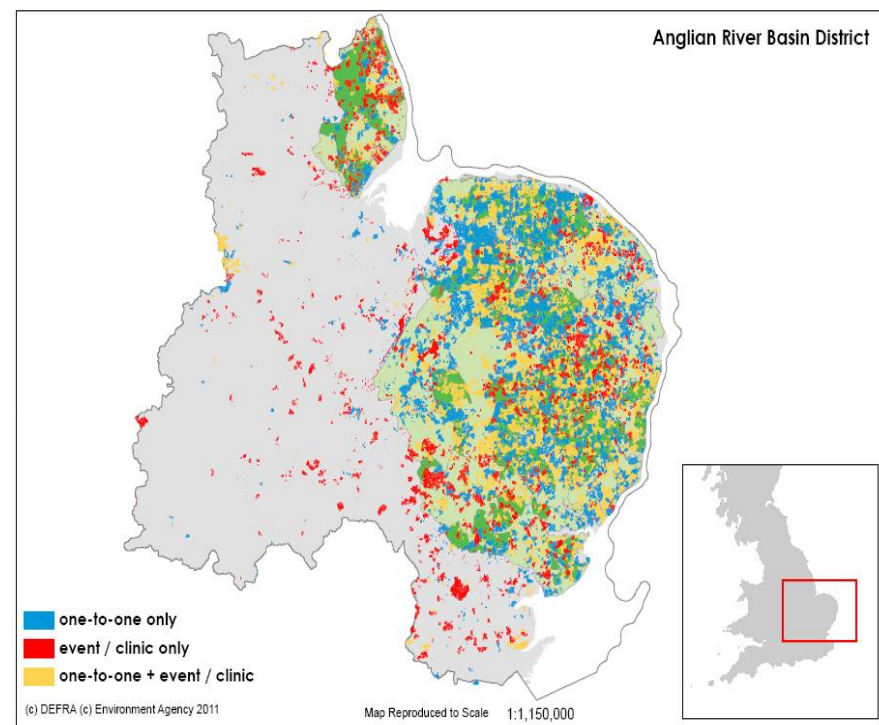 Anglian River Basin District
one-to-one only
event / clinic only
one-to-one + event / clinic
(c) DEFRA (c) Environment Agency 2011
Map Reproduced to Scale 1:1,150,000